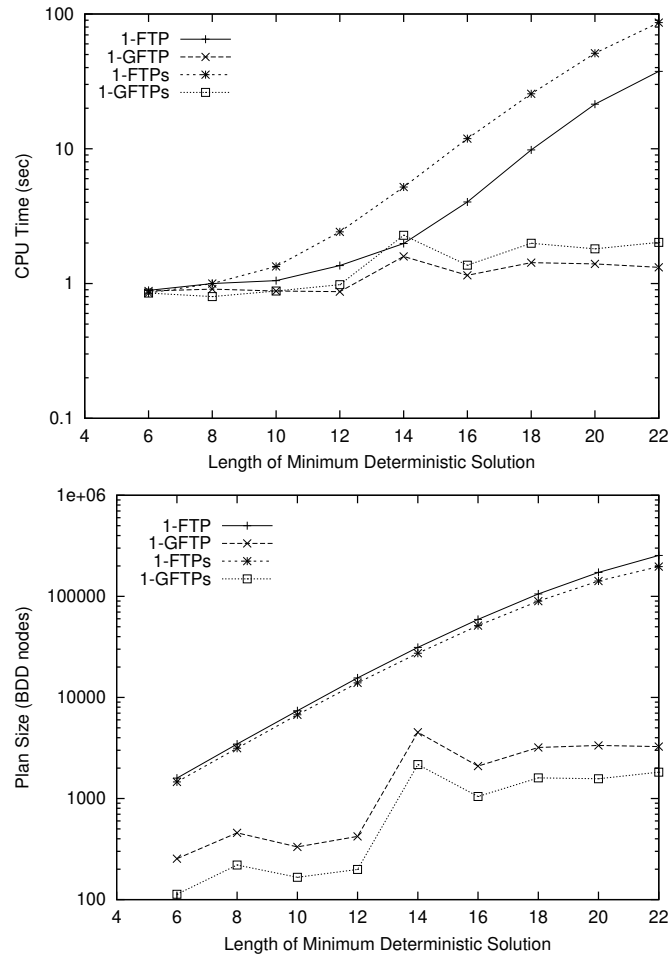 100
10
1
0.1
CPU Time (sec)
1-FTP
1-GFTP
1-FTPs
1-GFTPs
4 6 8 10 12 14 16 18 20 22
Length of Minimum Deterministic Solution
1e+06
100000
10000
1000
100
Plan Size (BDD nodes)
1-FTP
1-GFTP
1-FTPs
1-GFTPs
4 6 8 10 12 14 16 18 20 22
Length of Minimum Deterministic Solution